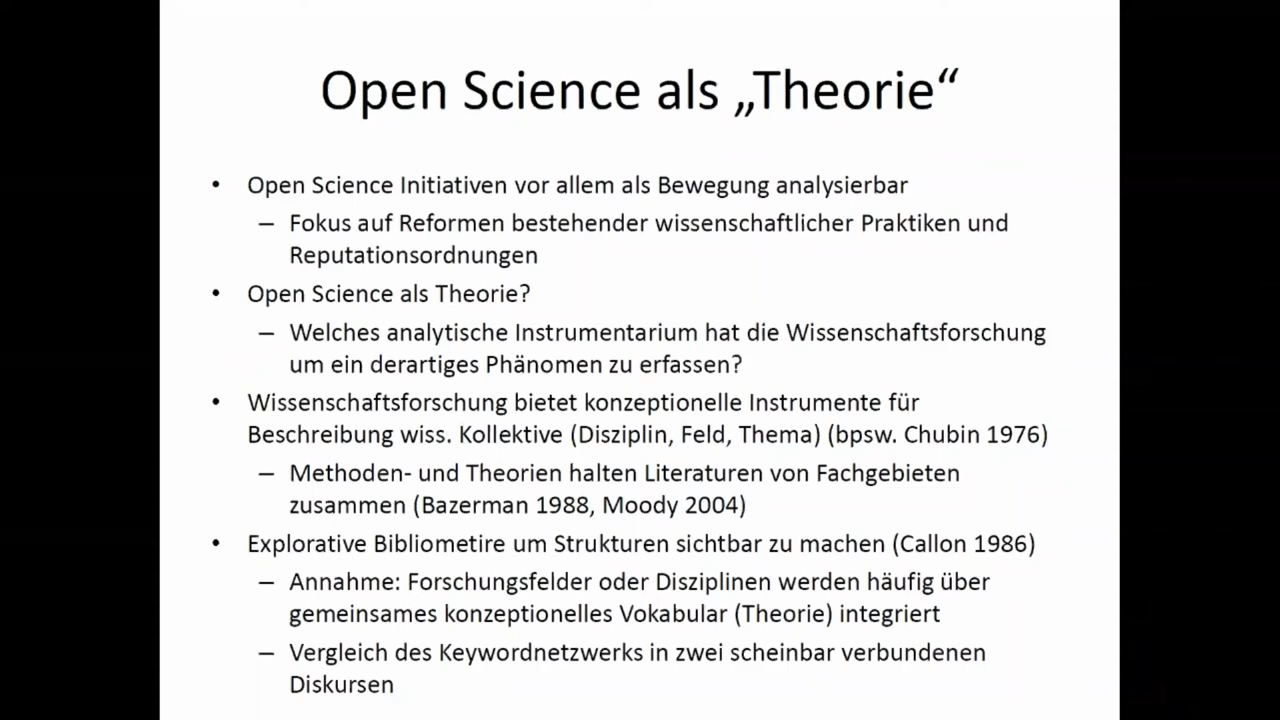 Open Science als „Theorie“
• Open Science Initiativen vor allem als Bewegung analysierbar
– Fokus auf Reformen bestehender wissenschaftlicher Praktiken und
Reputationsordnungen
• Open Science als Theorie?
– Welches analytische Instrumentarium hat die Wissenschaftsforschung
um ein derartiges Phänomen zu erfassen?
• Wissenschaftsforschung bietet konzeptionelle Instrumente für
Beschreibung wiss. Kollektive (Disziplin, Feld, Thema) (bpsw. Chubin 1976)
– Methoden- und Theorien halten Literaturen von Fachgebieten
zusammen (Bazerman 1988, Moody 2004)
• Explorative Bibliometire um Strukturen sichtbar zu machen (Callon 1986)
– Annahme: Forschungsfelder oder Disziplinen werden häufig über
gemeinsames konzeptionelles Vokabular (Theorie) integriert
– Vergleich des Keywordnetzwerks in zwei scheinbar verbundenen
Diskursen